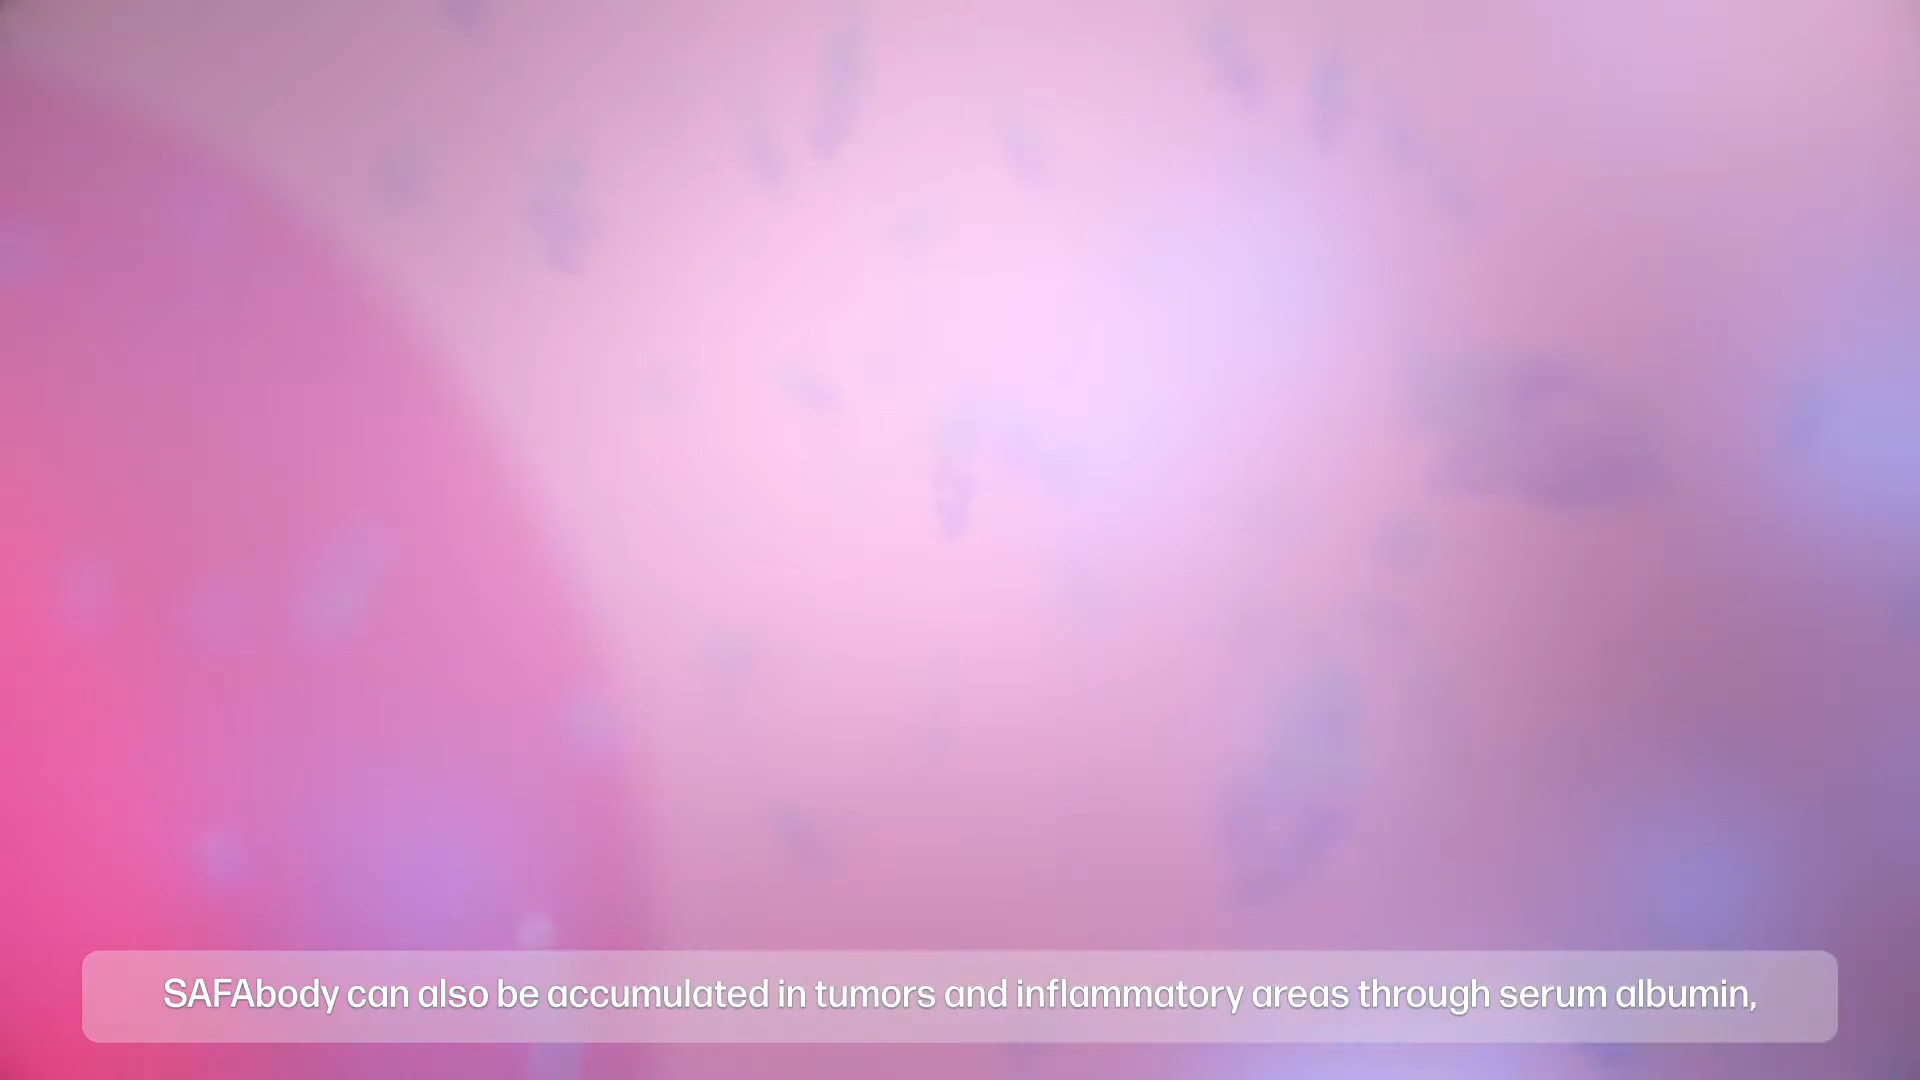 SAFAbody can also be accumulated in tumors and inflammatory areas through serum albumin,